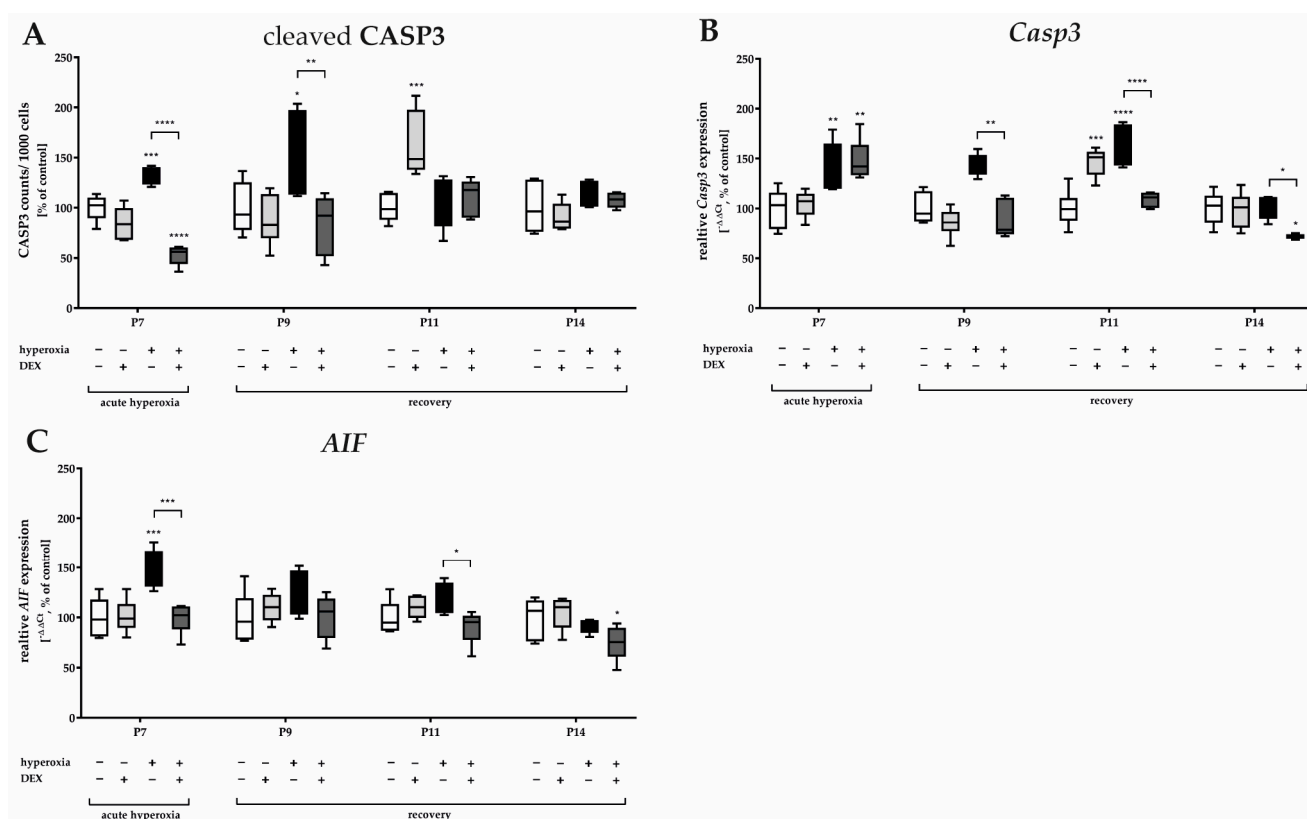 A
cleaved CASP3
CASP3 counts/ 1000 cells
[% of control]
250
200
150
100
50
0
*** **** ****
* **
***
P7 P9 P11 P14
hyperoxia − − + + − − + + − − + + − − + +
DEX − + − + − + − + − + − + − + − +
acute hyperoxia recovery
B
Casp3
realtive Casp3 expression
[-ΔΔCt, % of control]
250
200
150
100
50
0
** **
**
*** **** ****
* *
P7 P9 P11 P14
hyperoxia − − + + − − + + − − + + − − + +
DEX − + − + − + − + − + − + − + − +
acute hyperoxia recovery
C
AIF
realtive AIF expression
[-ΔΔCt, % of control]
250
200
150
100
50
0
*** ***
*
*
P7 P9 P11 P14
hyperoxia − − + + − − + + − − + + − − + +
DEX − + − + − + − + − + − + − + − +
acute hyperoxia recovery